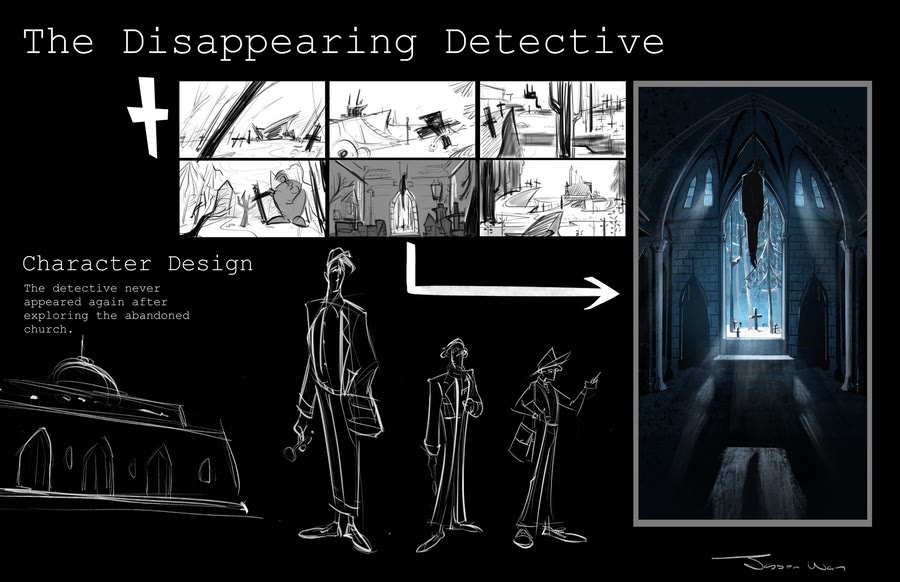 The Disappearing Detective
Character Design
The detective never
appeared again after
exploring the abandoned
church.